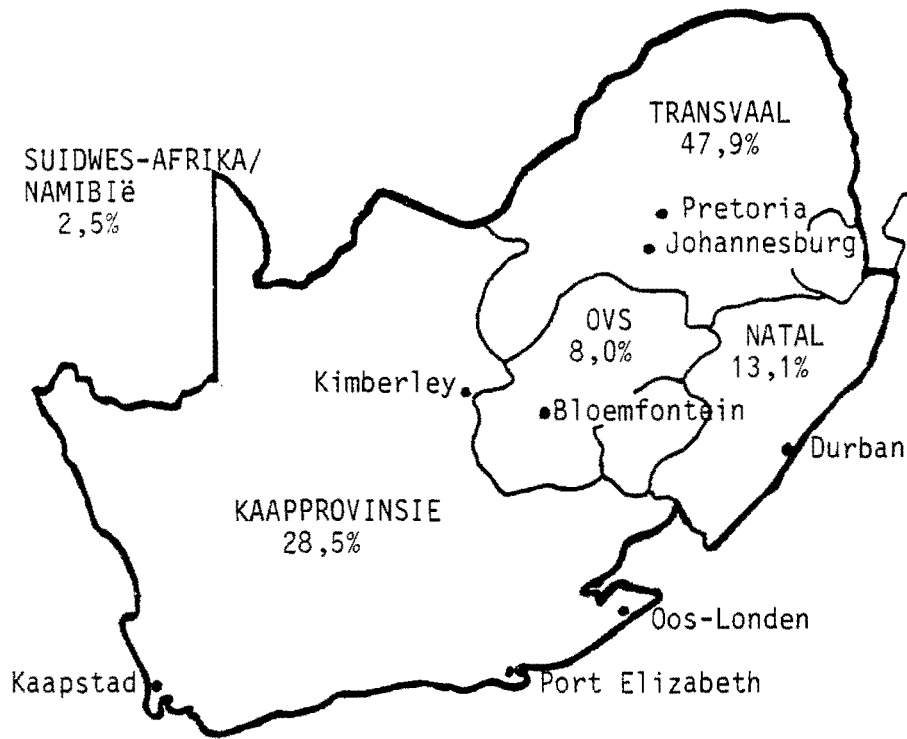 TRANSVAAL
47,9%
SUIDWES-AFRIKA/
NAMIBIë
2,5%
Pretoria
Johannesburg
OVS
8,0%
NATAL
13,1%
Kimberley
Bloemfontein
Durban
KAAPPROVINSIE
28,5%
Oos-Londen
Kaapstad
Port Elizabeth